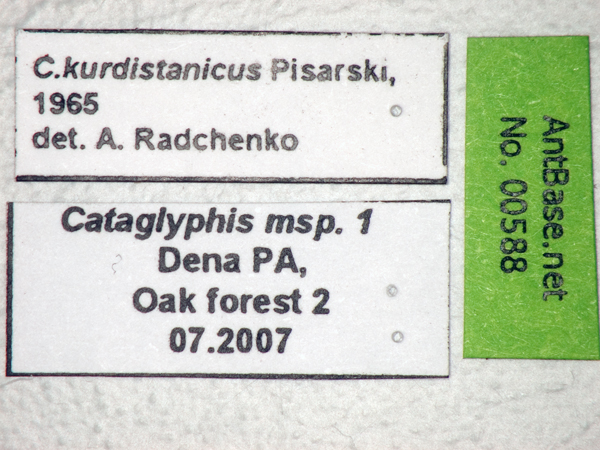 C.kurdistanicus Pisarski,
1965
det. A. Radchenko
Cataglyphis msp. 1
Dena PA,
Oak forest 2
07.2007
AntBase.net
No. 00588